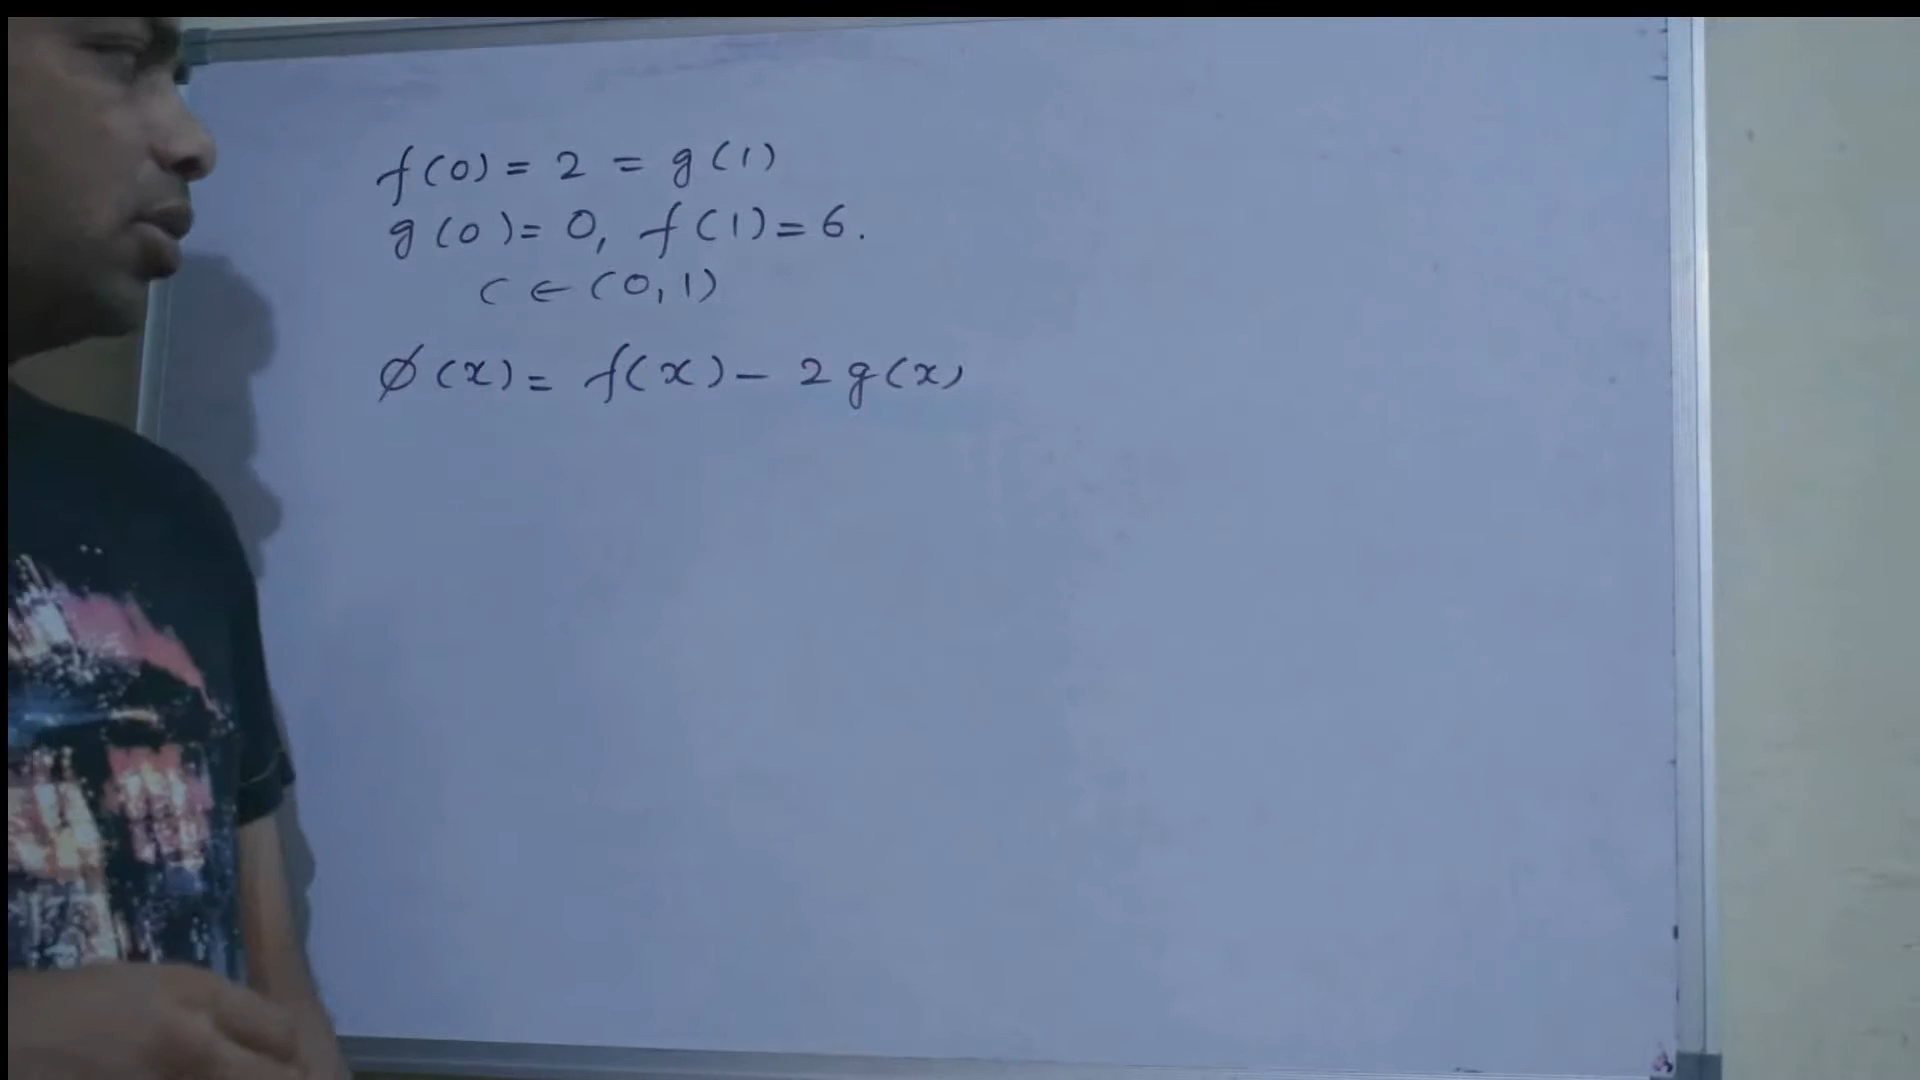 f(0) = 2 = g(1)
g(0) = 0, f(1) = 6.
c ∈ (0,1)
ø(x) = f(x) - 2g(x)